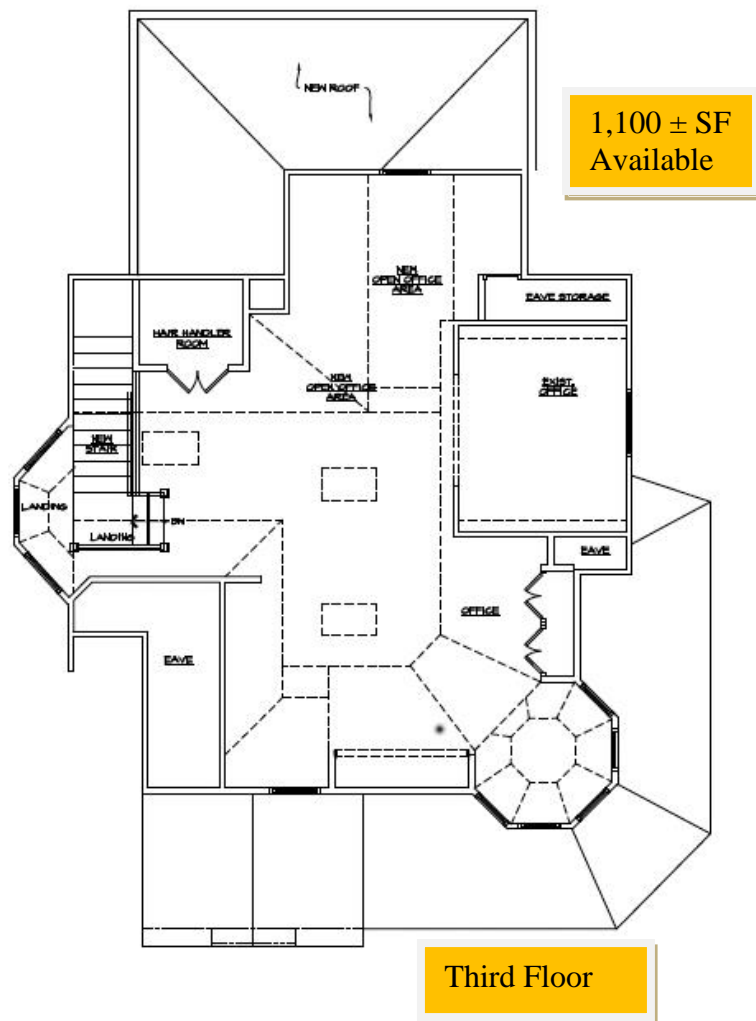 NEW ROOF
1,100 ± SF
Available
NEW
OPEN OFFICE
AREA
EAVE STORAGE
HAIR HANDLER
ROOM
NEW
OPEN OFFICE
AREA
EXIST.
OFFICE
NEW
STAIR
LANDING
DN
LANDING
EAVE
OFFICE
EAVE
Third Floor